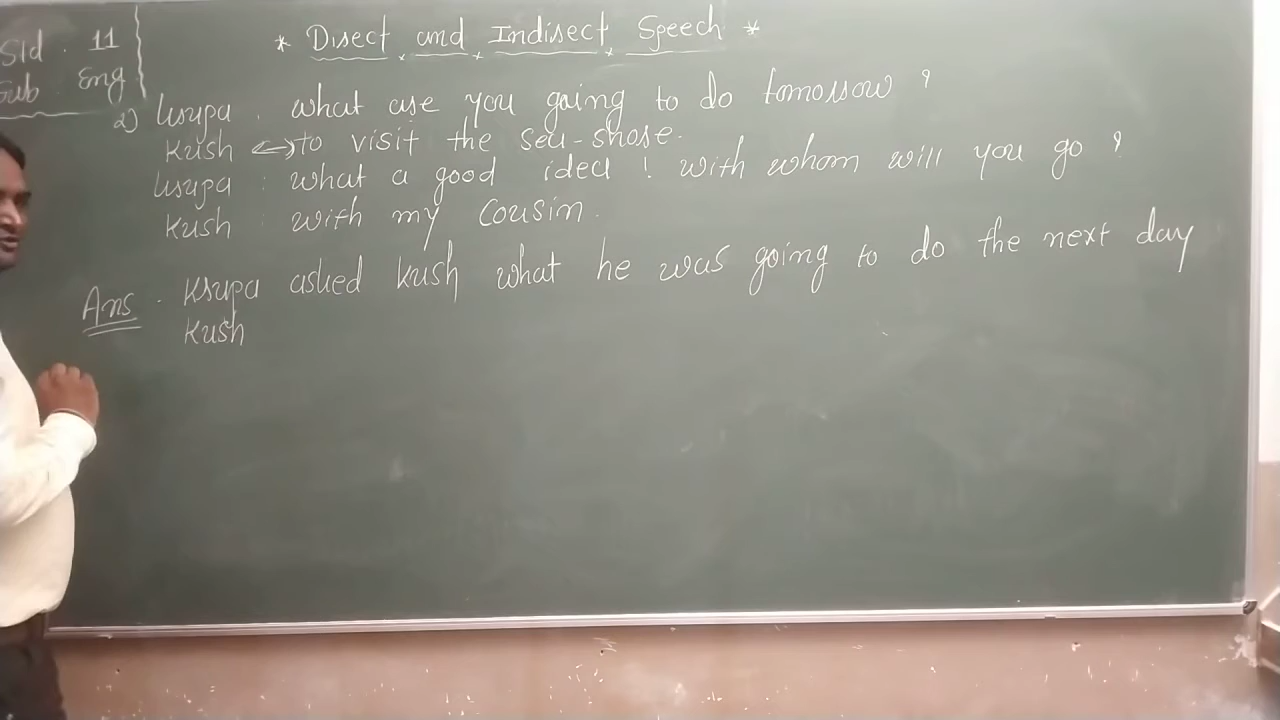 Std. 11
Sub Eng
* Direct and Indirect Speech *
2) Krupa. What are you going to do tomorrow ?
Kush ↔ to visit the sea-shore.
Krupa : what a good idea ! with whom will you go ?
Kush : with my cousin.
Ans. Krupa asked Kush what he was going to do the next day
Kush